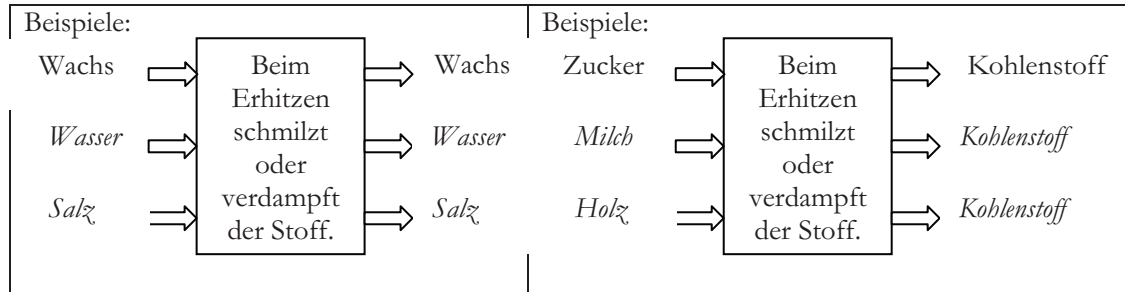 Beispiele:
Wachs
Wasser
Salz
Beim
Erhitzen
schmilzt
oder
verdampft
der Stoff.
Wachs
Wasser
Salz
Beispiele:
Zucker
Milch
Holz
Beim
Erhitzen
schmilzt
oder
verdampft
der Stoff.
Kohlenstoff
Kohlenstoff
Kohlenstoff